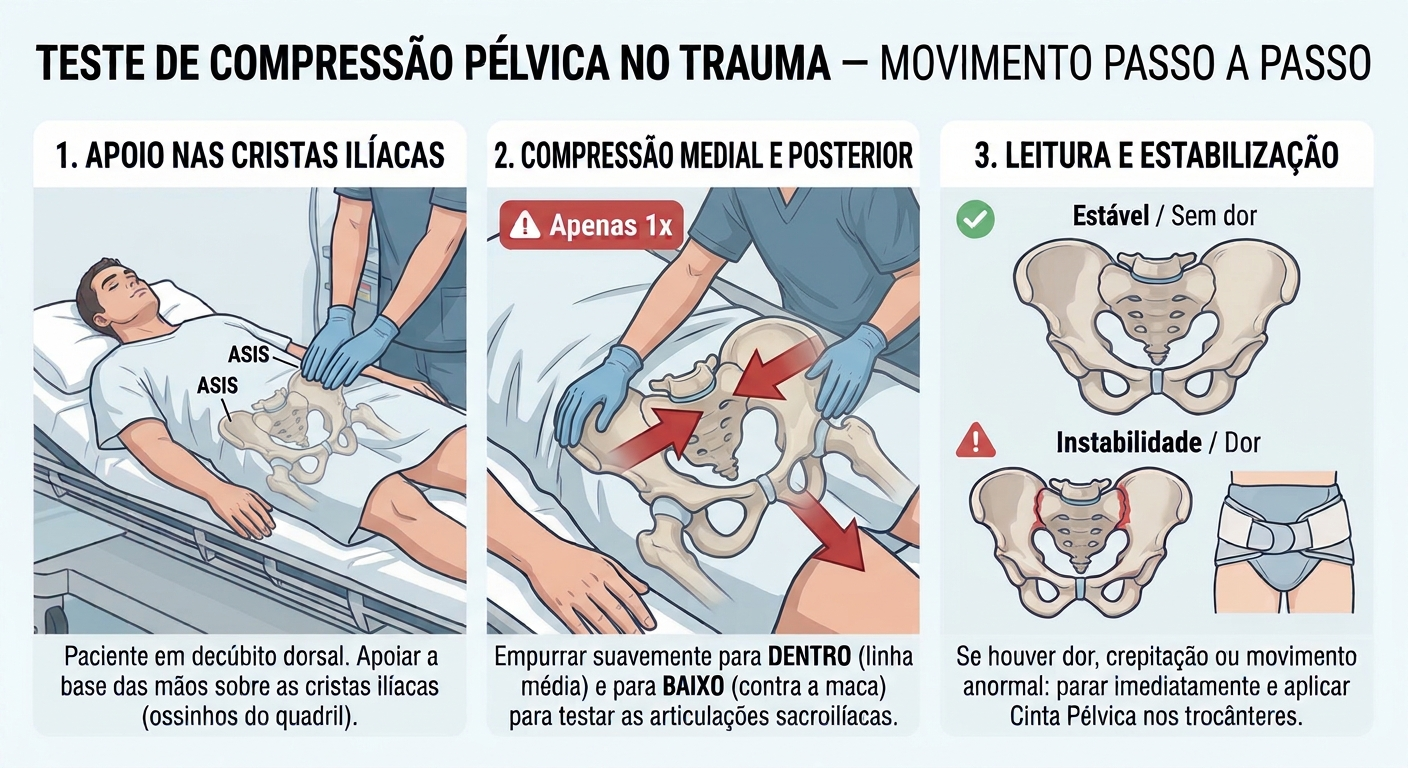 TESTE DE COMPRESSÃO PÉLVICA NO TRAUMA – MOVIMENTO PASSO A PASSO
1. APOIO NAS CRISTAS ILÍACAS
ASIS
ASIS
Paciente em decúbito dorsal. Apoiar a
base das mãos sobre as cristas ilíacas
(ossinhos do quadril).
2. COMPRESSÃO MEDIAL E POSTERIOR
Apenas 1x
Empurrar suavemente para DENTRO (linha
média) e para BAIXO (contra a maca)
para testar as articulações sacroilíacas.
3. LEITURA E ESTABILIZAÇÃO
Estável / Sem dor
Instabilidade / Dor
Se houver dor, crepitação ou movimento
anormal: parar imediatamente e aplicar
Cinta Pélvica nos trocânteres.